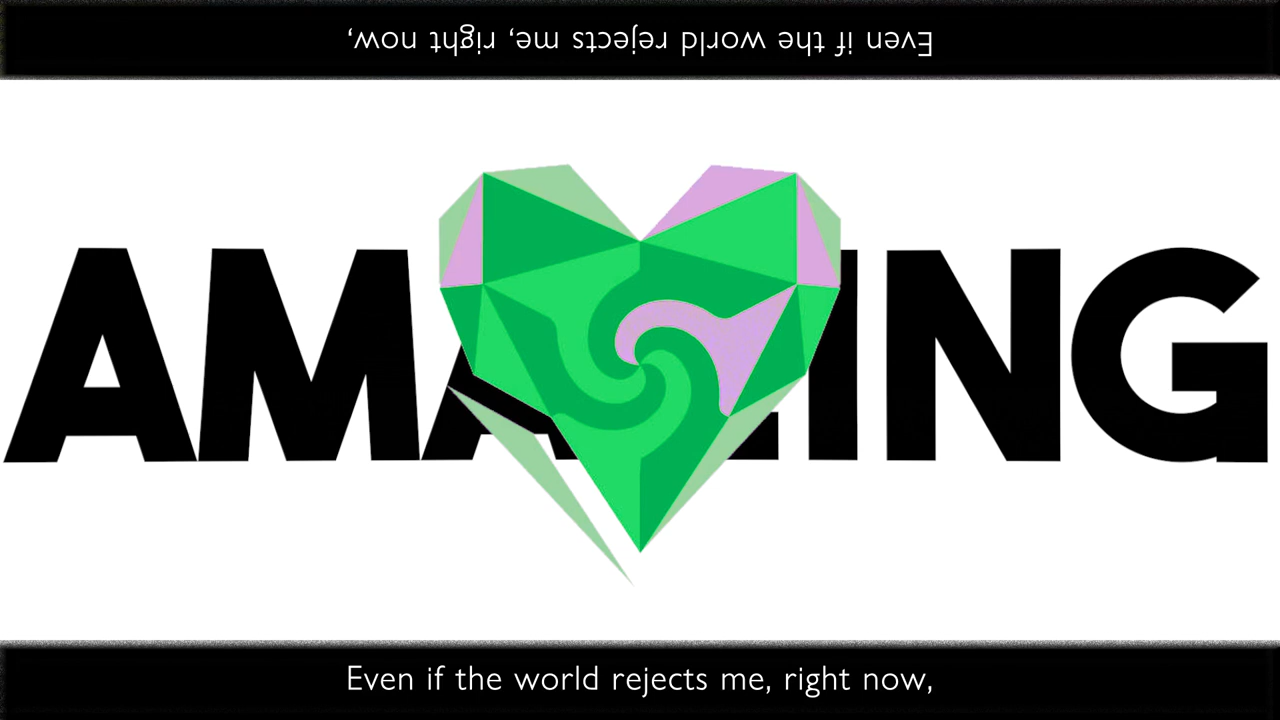 Even if the world rejects me, right now,
AMAZING
Even if the world rejects me, right now,